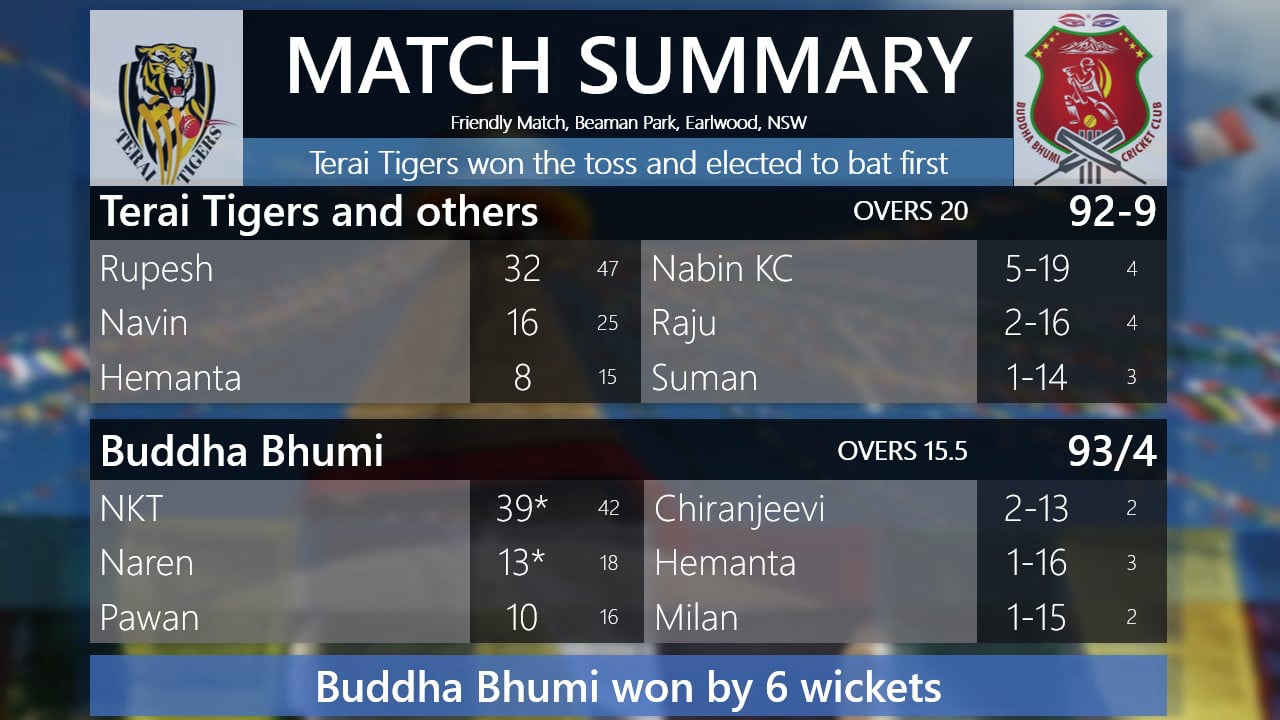 MATCH SUMMARY
Friendly Match, Beaman Park, Earlwood, NSW
TERAI TIGERS
BUDDHA BHUMI CRICKET CLUB
Terai Tigers won the toss and elected to bat first
Terai Tigers and others OVERS 20 92-9
Rupesh 32 47 Nabin KC 5-19 4
Navin 16 25 Raju 2-16 4
Hemanta 8 15 Suman 1-14 3
Buddha Bhumi OVERS 15.5 93/4
NKT 39* 42 Chiranjeevi 2-13 2
Naren 13* 18 Hemanta 1-16 3
Pawan 10 16 Milan 1-15 2
Buddha Bhumi won by 6 wickets